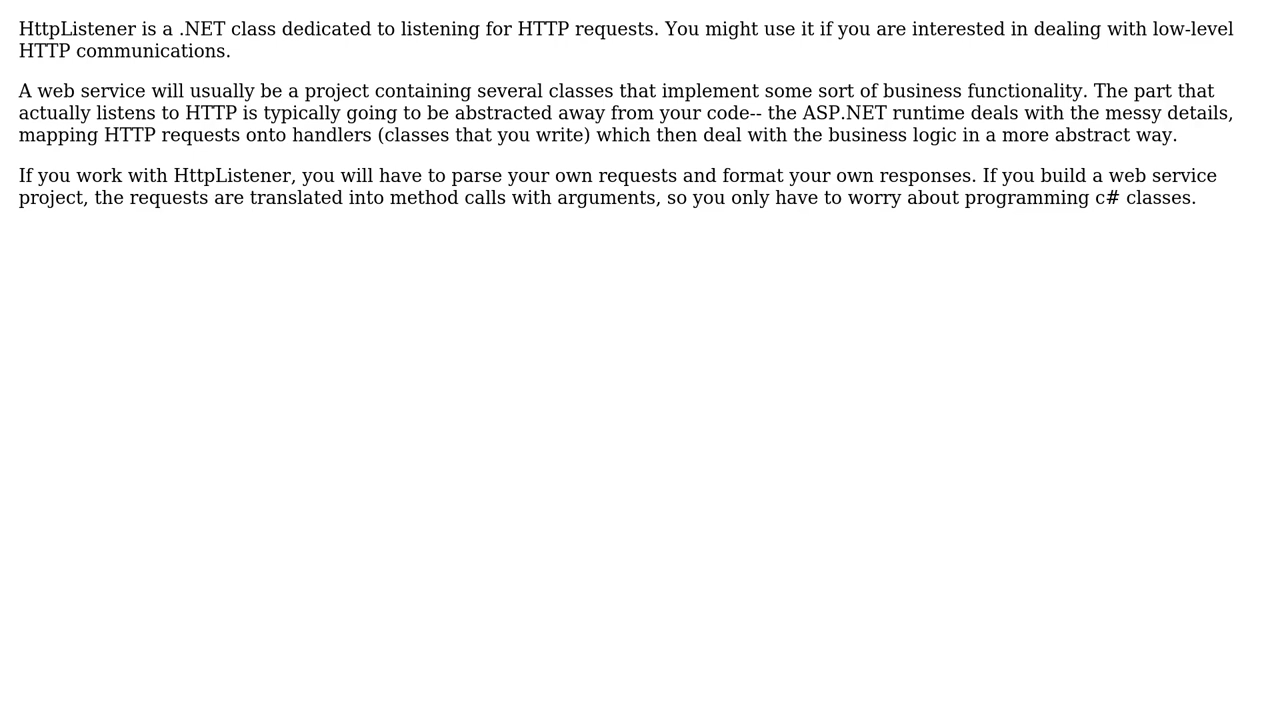 HttpListener is a .NET class dedicated to listening for HTTP requests. You might use it if you are interested in dealing with low-level
HTTP communications.
A web service will usually be a project containing several classes that implement some sort of business functionality. The part that
actually listens to HTTP is typically going to be abstracted away from your code-- the ASP.NET runtime deals with the messy details,
mapping HTTP requests onto handlers (classes that you write) which then deal with the business logic in a more abstract way.
If you work with HttpListener, you will have to parse your own requests and format your own responses. If you build a web service
project, the requests are translated into method calls with arguments, so you only have to worry about programming c# classes.